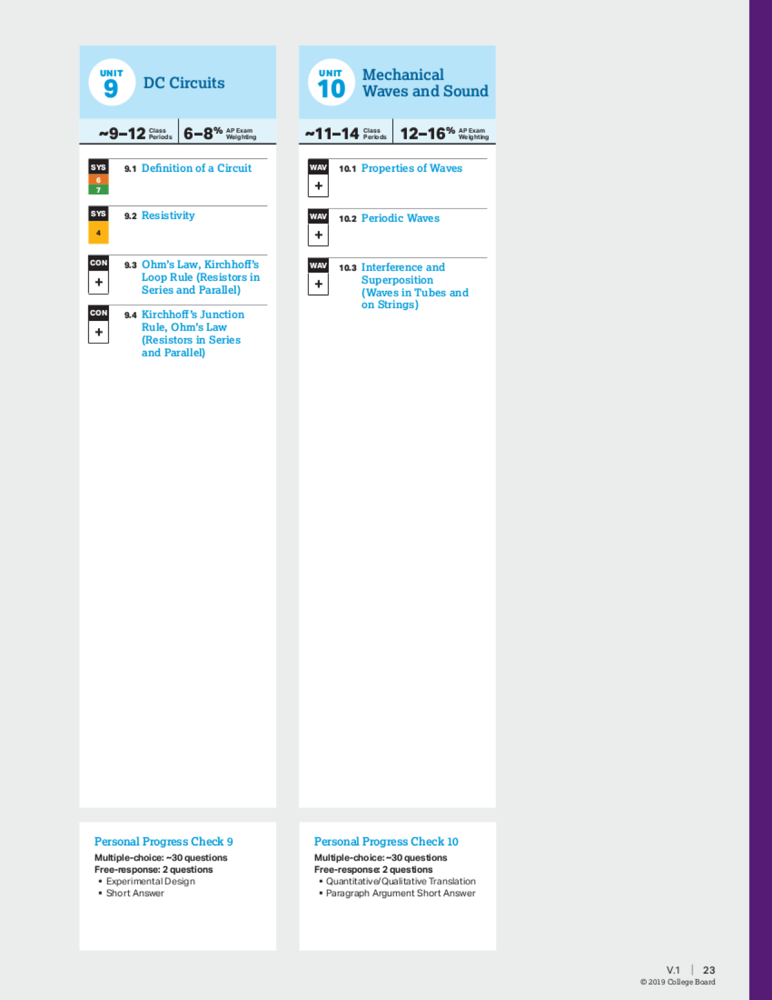 UNIT
9
DC Circuits
~9–12 Class Periods
6–8% AP Exam Weighting
SYS
6
7
9.1 Definition of a Circuit
SYS
4
9.2 Resistivity
CON
+
9.3 Ohm's Law, Kirchhoff's
Loop Rule (Resistors in
Series and Parallel)
CON
+
9.4 Kirchhoff's Junction
Rule, Ohm's Law
(Resistors in Series
and Parallel)
Personal Progress Check 9
Multiple-choice: ~30 questions
Free-response: 2 questions
▪ Experimental Design
▪ Short Answer
UNIT
10
Mechanical
Waves and Sound
~11–14 Class Periods
12–16% AP Exam Weighting
WAV
+
10.1 Properties of Waves
WAV
+
10.2 Periodic Waves
WAV
+
10.3 Interference and
Superposition
(Waves in Tubes and
on Strings)
Personal Progress Check 10
Multiple-choice: ~30 questions
Free-response: 2 questions
▪ Quantitative/Qualitative Translation
▪ Paragraph Argument Short Answer
V.1 | 23
© 2019 College Board